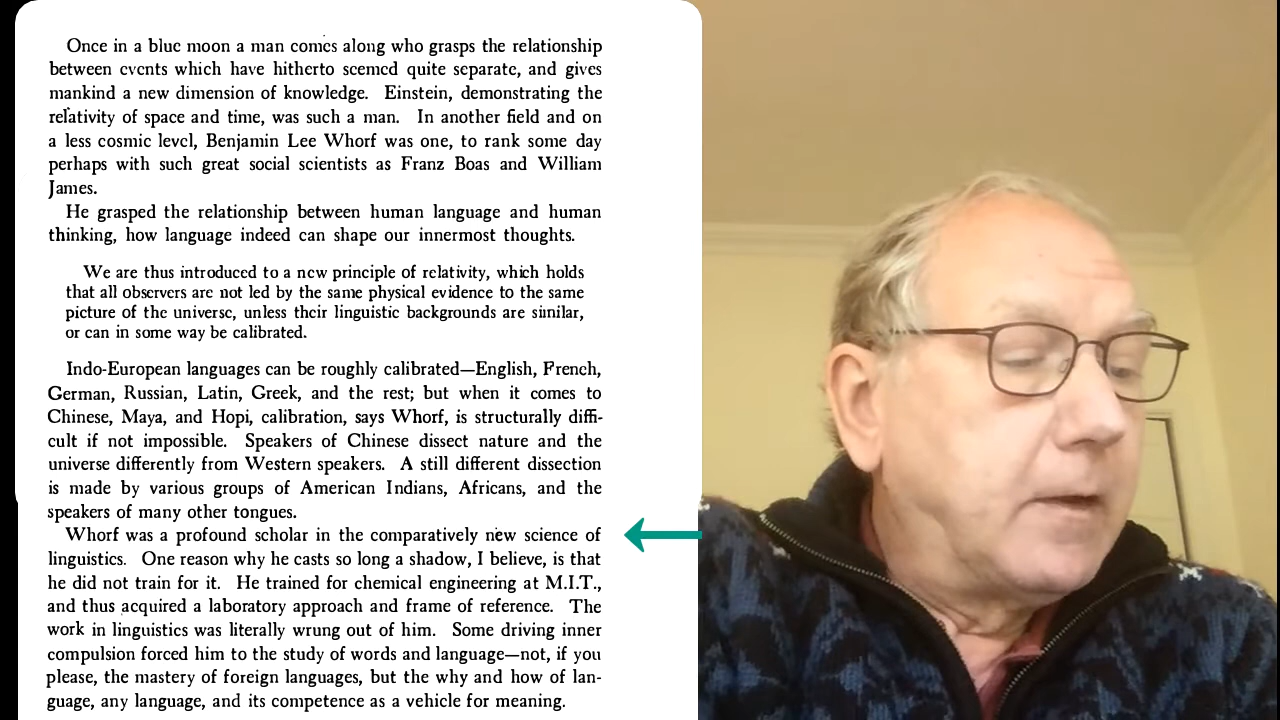 Once in a blue moon a man comes along who grasps the relationship
between events which have hitherto seemed quite separate, and gives
mankind a new dimension of knowledge. Einstein, demonstrating the
relativity of space and time, was such a man. In another field and on
a less cosmic level, Benjamin Lee Whorf was one, to rank some day
perhaps with such great social scientists as Franz Boas and William
James.
He grasped the relationship between human language and human
thinking, how language indeed can shape our innermost thoughts.
We are thus introduced to a new principle of relativity, which holds
that all observers are not led by the same physical evidence to the same
picture of the universe, unless their linguistic backgrounds are similar,
or can in some way be calibrated.
Indo-European languages can be roughly calibrated—English, French,
German, Russian, Latin, Greek, and the rest; but when it comes to
Chinese, Maya, and Hopi, calibration, says Whorf, is structurally diffi-
cult if not impossible. Speakers of Chinese dissect nature and the
universe differently from Western speakers. A still different dissection
is made by various groups of American Indians, Africans, and the
speakers of many other tongues.
Whorf was a profound scholar in the comparatively new science of
linguistics. One reason why he casts so long a shadow, I believe, is that
he did not train for it. He trained for chemical engineering at M.I.T.,
and thus acquired a laboratory approach and frame of reference. The
work in linguistics was literally wrung out of him. Some driving inner
compulsion forced him to the study of words and language—not, if you
please, the mastery of foreign languages, but the why and how of lan-
guage, any language, and its competence as a vehicle for meaning.